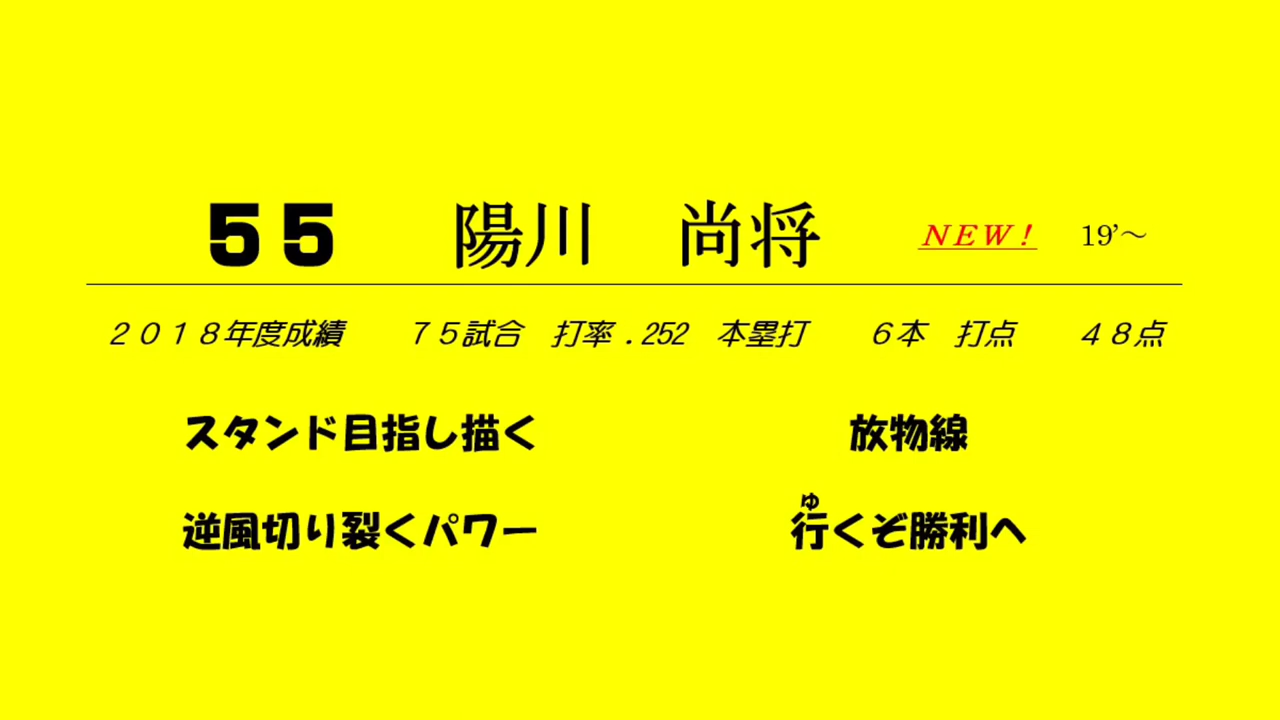 55 陽川 尚将 NEW! 19'～
２０１８年度成績 ７５試合 打率．252 本塁打 ６本 打点 ４８点
スタンド目指し描く 放物線
ゆ
逆風切り裂くパワー 行くぞ勝利へ